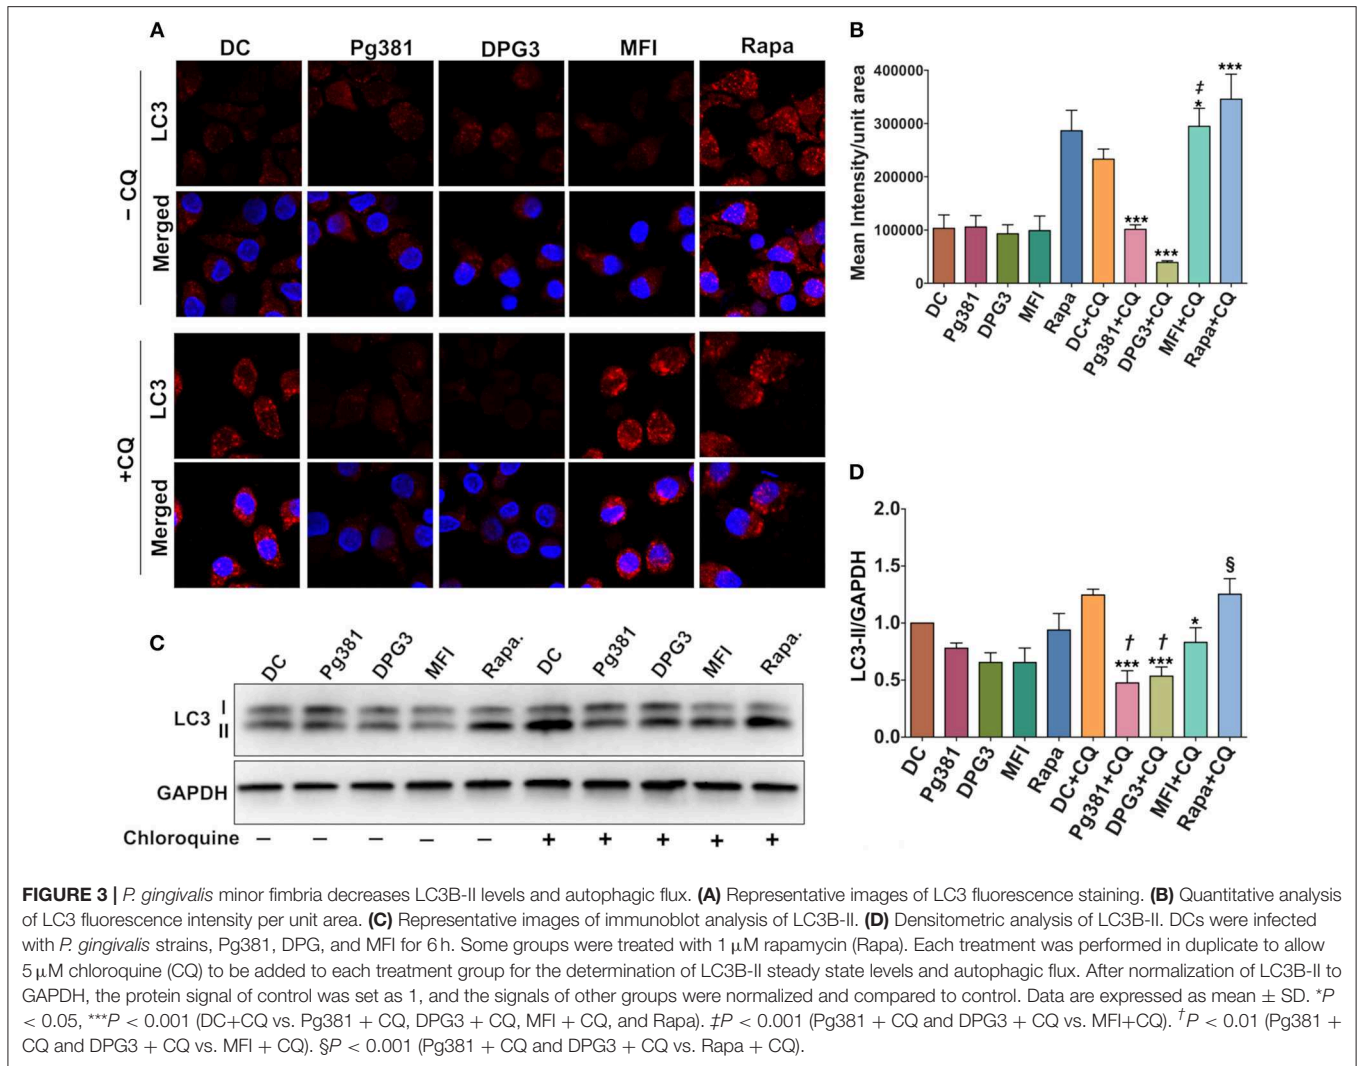 A
DC Pg381 DPG3 MFI Rapa
LC3
Merged
– CQ
LC3
Merged
+CQ
B
Mean Intensity/unit area
400000
300000
200000
100000
0
***
***
‡
*
***
DC Pg381 DPG3 MFI Rapa DC+CQ Pg381+CQ DPG3+CQ MFI+CQ Rapa+CQ
C
DC Pg381 DPG3 MFI Rapa. DC Pg381 DPG3 MFI Rapa.
LC3 I
II
GAPDH
Chloroquine – – – – – + + + + +
D
LC3-II/GAPDH
2.0
1.5
1.0
0.5
0.0
†
***
†
***
*
§
DC Pg381 DPG3 MFI Rapa DC+CQ Pg381+CQ DPG3+CQ MFI+CQ Rapa+CQ
FIGURE 3 | P. gingivalis minor fimbria decreases LC3B-II levels and autophagic flux. (A) Representative images of LC3 fluorescence staining. (B) Quantitative analysis
of LC3 fluorescence intensity per unit area. (C) Representative images of immunoblot analysis of LC3B-II. (D) Densitometric analysis of LC3B-II. DCs were infected
with P. gingivalis strains, Pg381, DPG, and MFI for 6 h. Some groups were treated with 1 μM rapamycin (Rapa). Each treatment was performed in duplicate to allow
5 μM chloroquine (CQ) to be added to each treatment group for the determination of LC3B-II steady state levels and autophagic flux. After normalization of LC3B-II to
GAPDH, the protein signal of control was set as 1, and the signals of other groups were normalized and compared to control. Data are expressed as mean ± SD. *P
< 0.05, ***P < 0.001 (DC+CQ vs. Pg381 + CQ, DPG3 + CQ, MFI + CQ, and Rapa). ‡P < 0.001 (Pg381 + CQ and DPG3 + CQ vs. MFI+CQ). †P < 0.01 (Pg381 +
CQ and DPG3 + CQ vs. MFI + CQ). §P < 0.001 (Pg381 + CQ and DPG3 + CQ vs. Rapa + CQ).